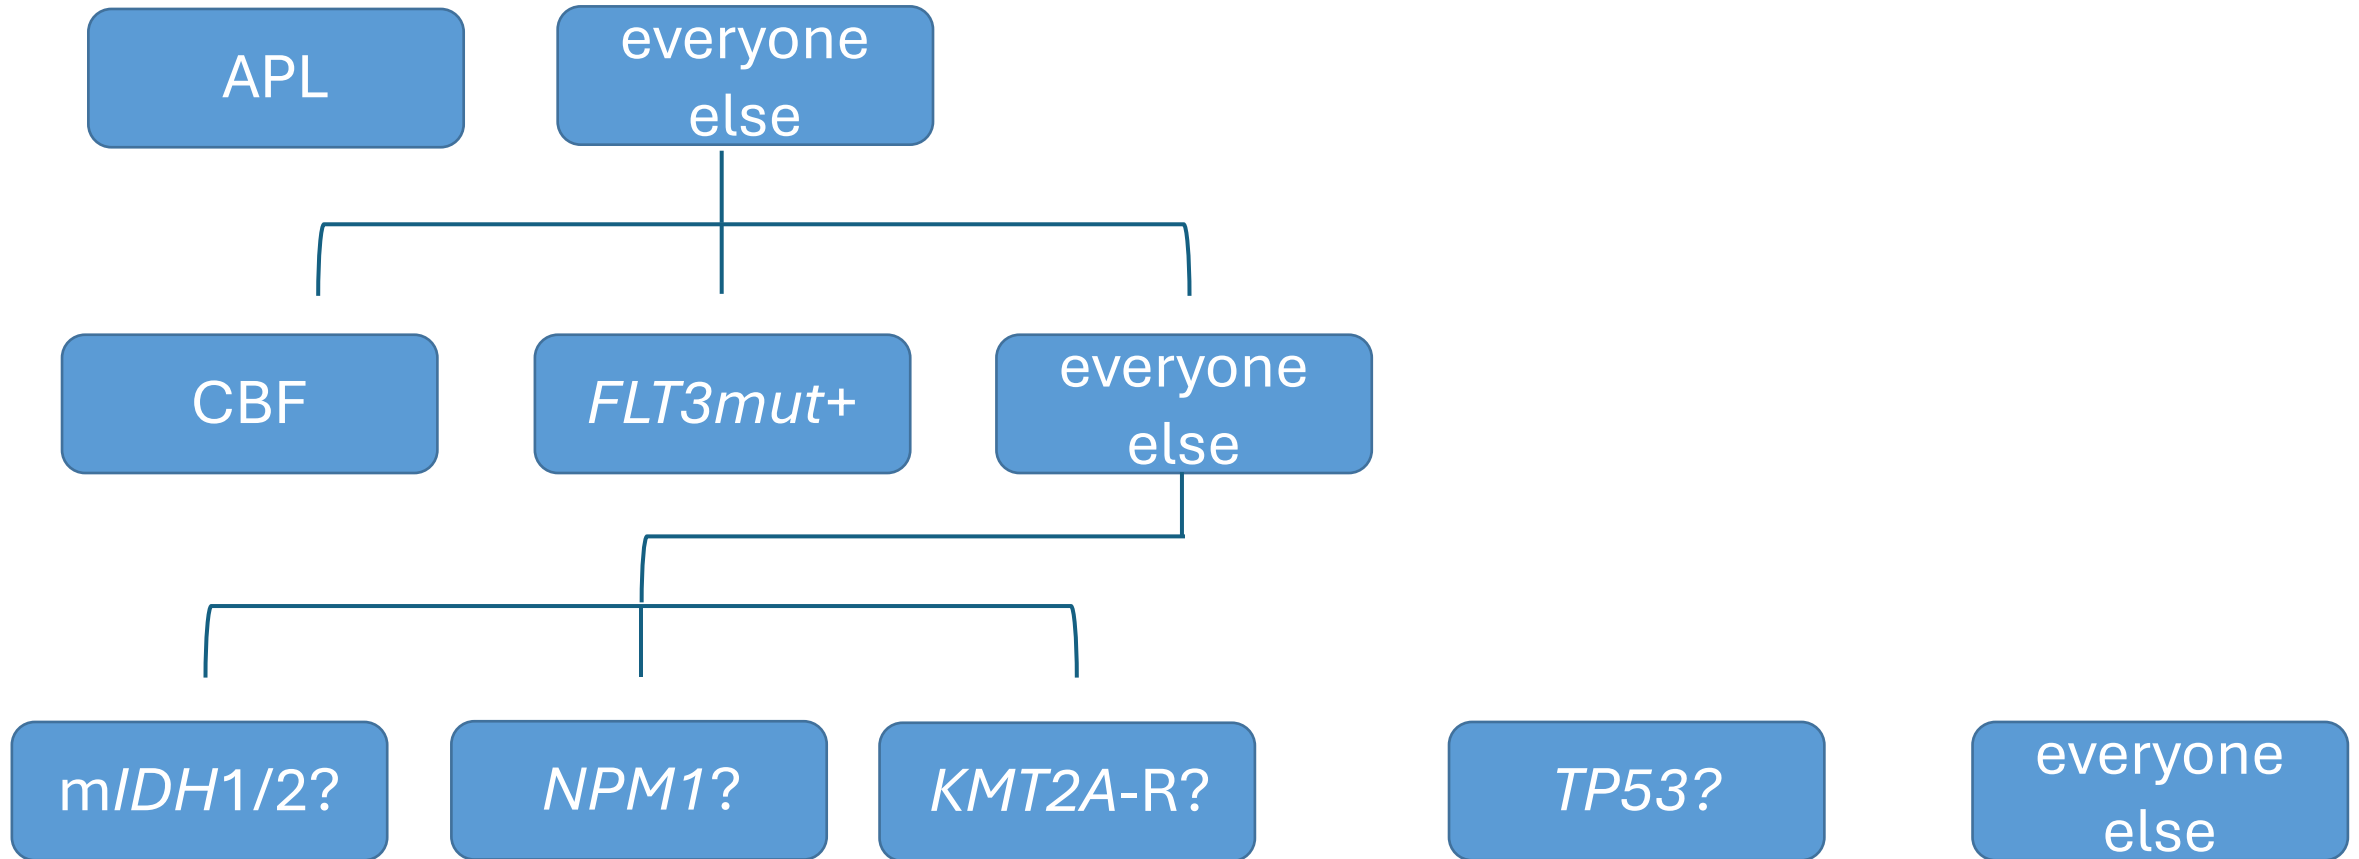 APL
everyone
else
CBF
FLT3mut+
everyone
else
mIDH1/2?
NPM1?
KMT2A-R?
TP53?
everyone
else